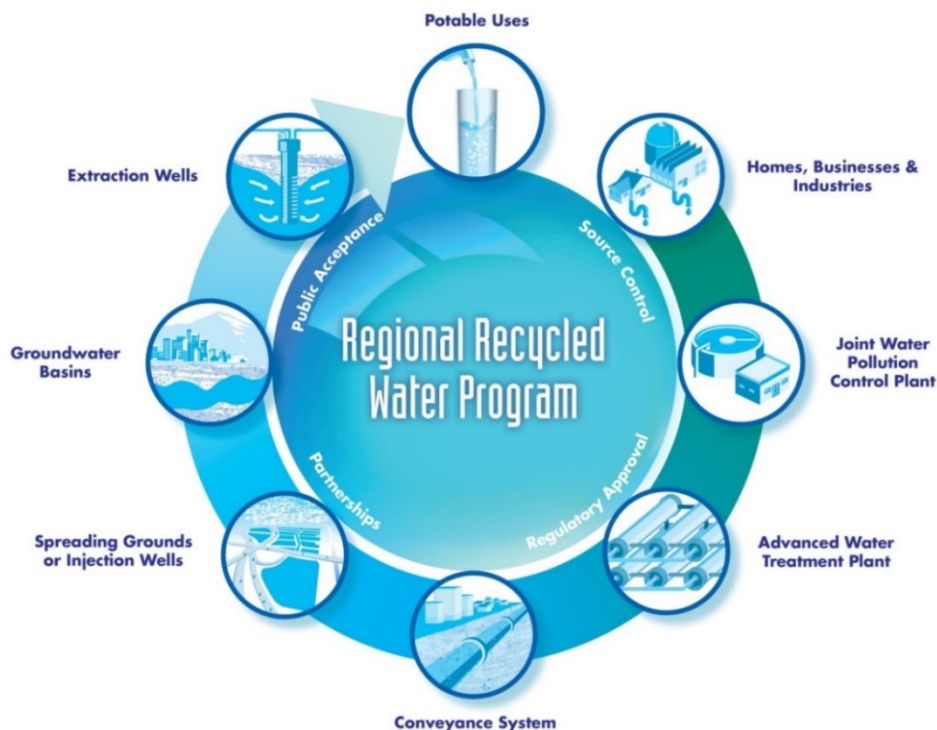 Potable Uses
Homes, Businesses &
Industries
Joint Water
Pollution
Control Plant
Advanced Water
Treatment Plant
Conveyance System
Spreading Grounds
or Injection Wells
Groundwater
Basins
Extraction Wells
Public Acceptance
Source Control
Regulatory Approval
Partnerships
Regional Recycled
Water Program